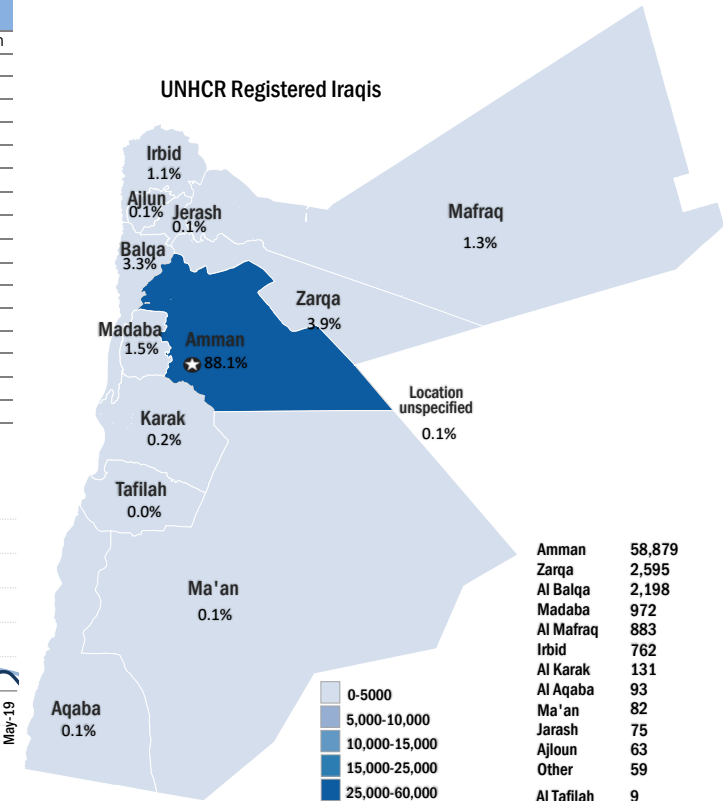 UNHCR Registered Iraqis
Irbid
1.1%
Ajlun
0.1%
Jerash
0.1%
Mafraq
1.3%
Balqa
3.3%
Zarqa
3.9%
Madaba
1.5%
Amman
88.1%
Location
unspecified
0.1%
Karak
0.2%
Tafilah
0.0%
Ma'an
0.1%
Aqaba
0.1%
May-19
0-5000
5,000-10,000
10,000-15,000
15,000-25,000
25,000-60,000
Amman 58,879
Zarqa 2,595
Al Balqa 2,198
Madaba 972
Al Mafraq 883
Irbid 762
Al Karak 131
Al Aqaba 93
Ma'an 82
Jarash 75
Ajloun 63
Other 59
Al Tafilah 9